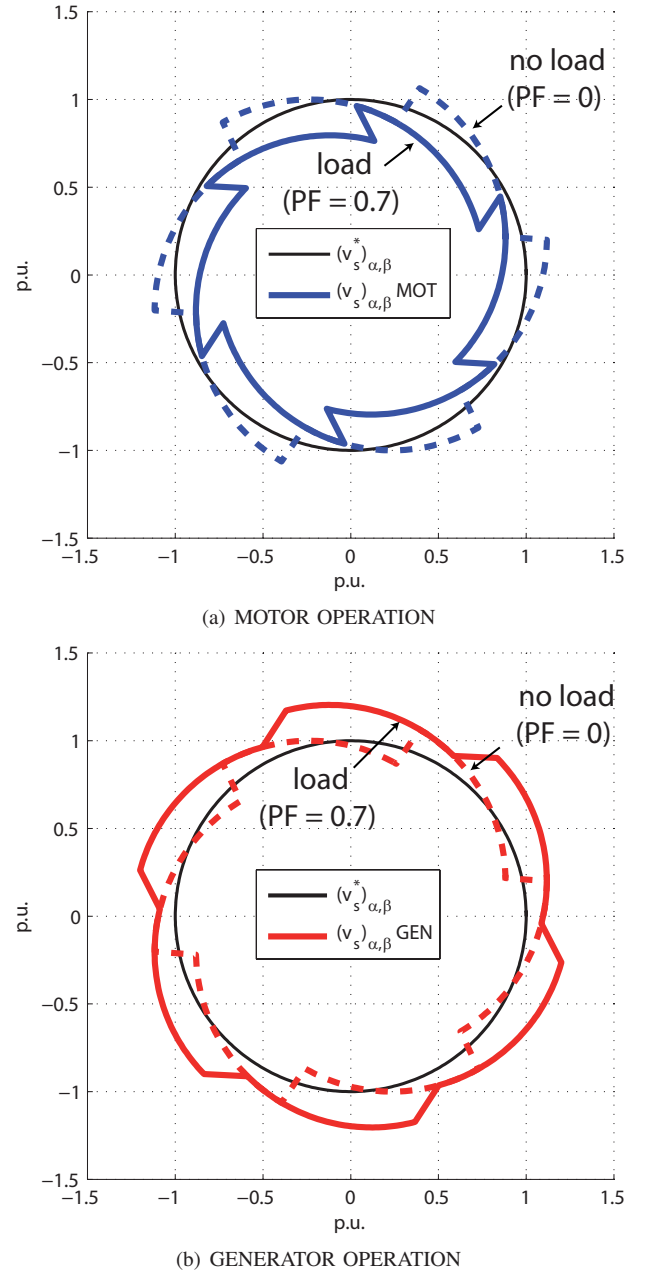 1.5
no load
(PF = 0)
1
load
(PF = 0.7)
0.5
(v*s)α,β
(vs)α,β MOT
0
p.u.
−0.5
−1
−1.5
−1.5 −1 −0.5 0 0.5 1 1.5
p.u.
(a) MOTOR OPERATION
1.5
no load
(PF = 0)
1
load
(PF = 0.7)
0.5
(v*s)α,β
(vs)α,β GEN
0
p.u.
−0.5
−1
−1.5
−1.5 −1 −0.5 0 0.5 1 1.5
p.u.
(b) GENERATOR OPERATION